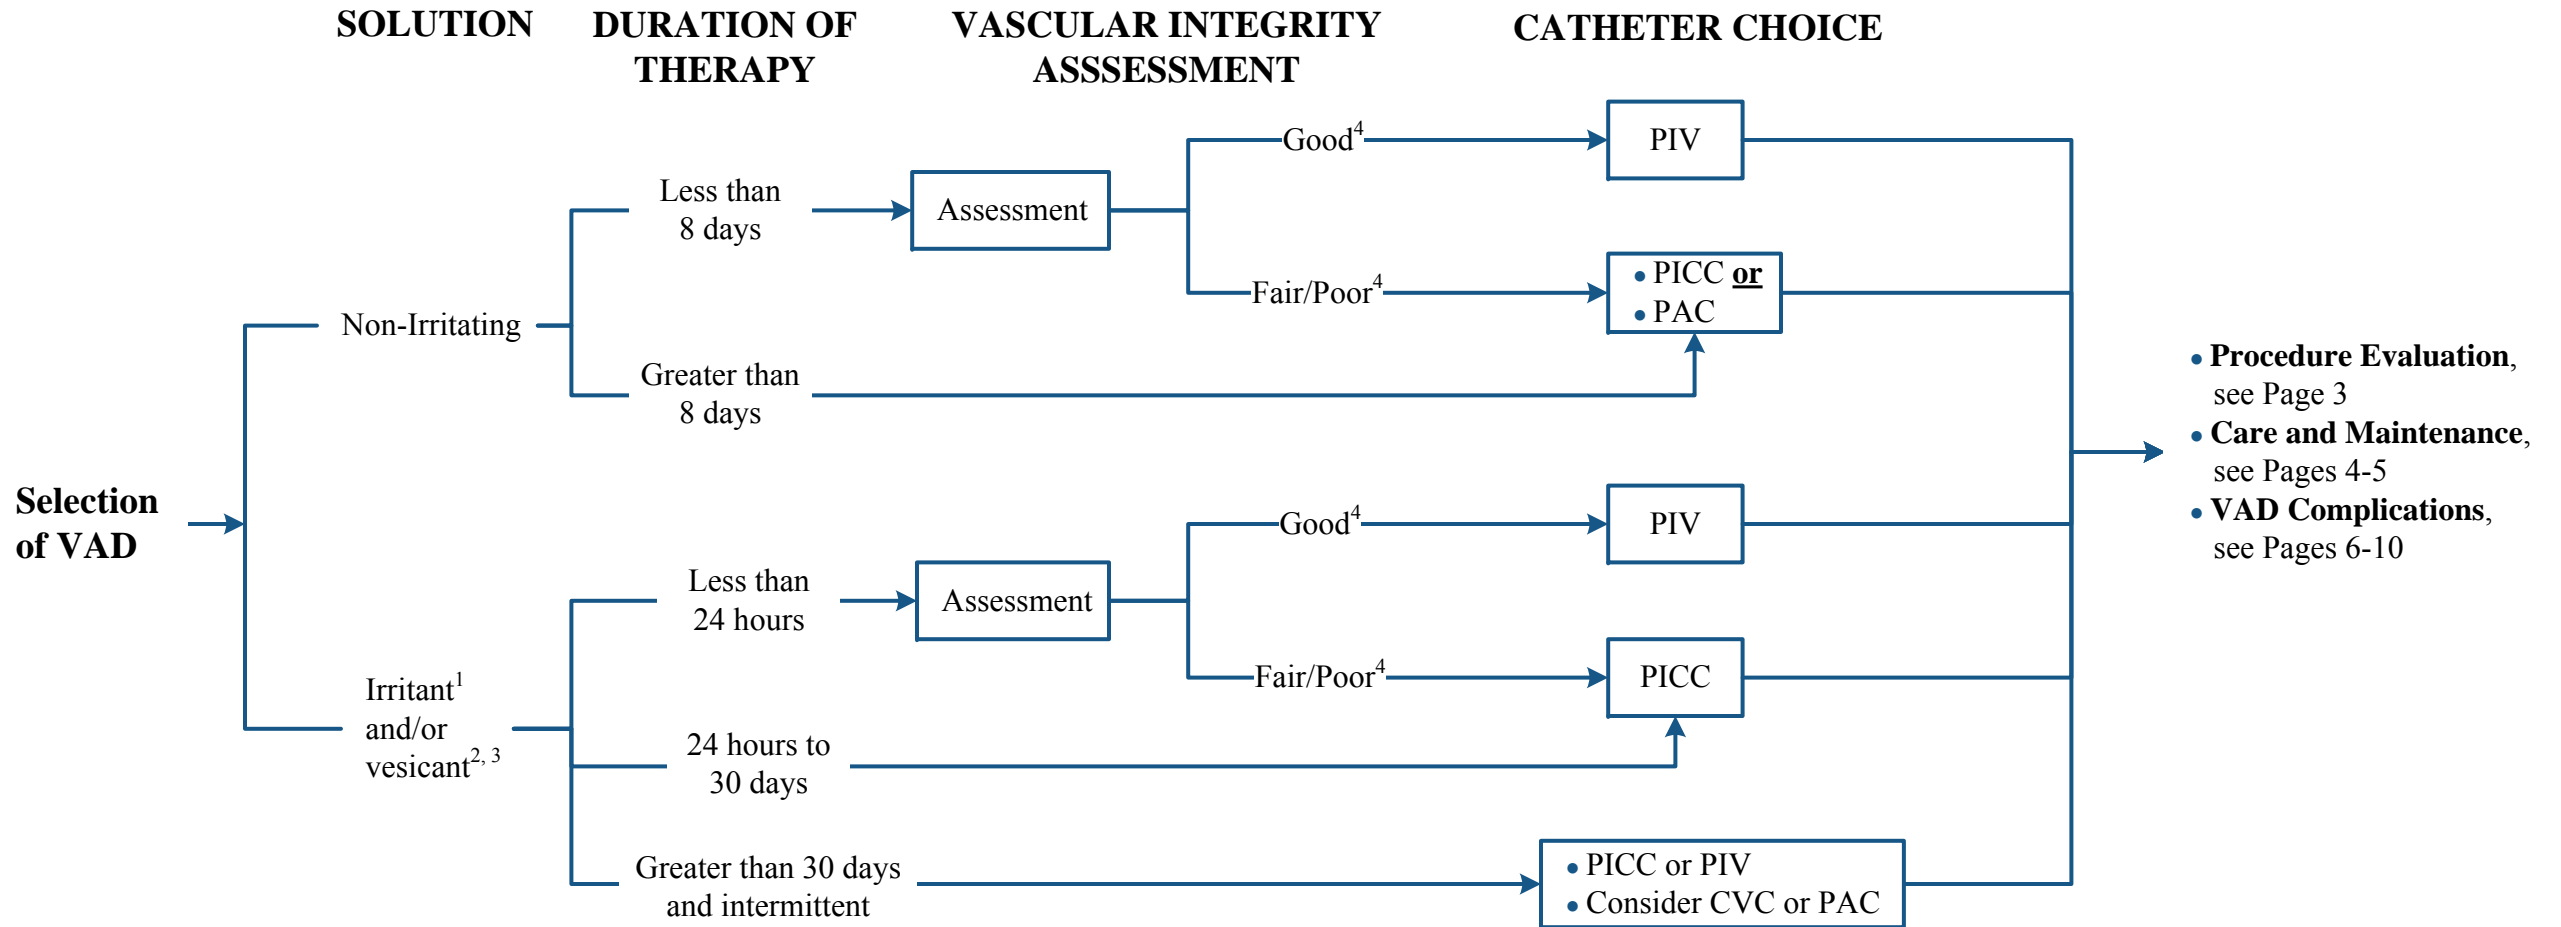 SOLUTION
DURATION OF
THERAPY
VASCULAR INTEGRITY
ASSSESSMENT
CATHETER CHOICE
Selection
of VAD
Non-Irritating
Less than
8 days
Assessment
Good4
PIV
Fair/Poor4
• PICC or
• PAC
Greater than
8 days
Irritant1
and/or
vesicant2, 3
Less than
24 hours
Assessment
Good4
PIV
Fair/Poor4
PICC
24 hours to
30 days
Greater than 30 days
and intermittent
• PICC or PIV
• Consider CVC or PAC
• Procedure Evaluation,
see Page 3
• Care and Maintenance,
see Pages 4-5
• VAD Complications,
see Pages 6-10